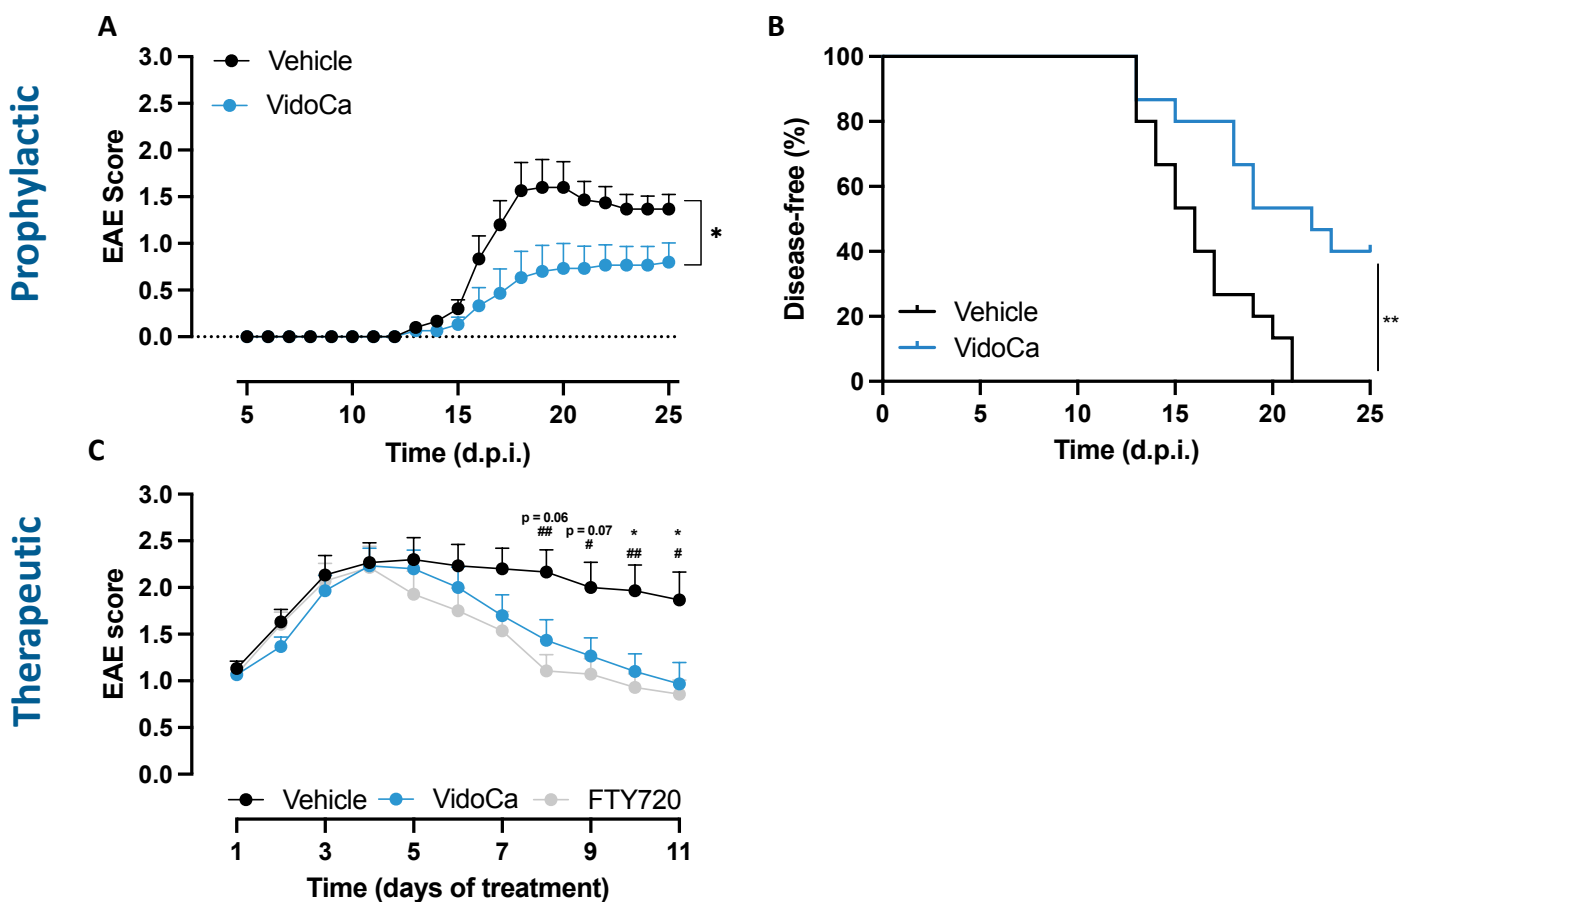 Prophylactic
A
3.0
2.5
2.0
1.5
1.0
0.5
0.0
EAE Score
Vehicle
VidoCa
*
5 10 15 20 25
Time (d.p.i.)
B
100
80
60
40
20
0
Disease-free (%)
Vehicle
VidoCa
**
0 5 10 15 20 25
Time (d.p.i.)
Therapeutic
C
3.0
2.5
2.0
1.5
1.0
0.5
0.0
EAE score
p = 0.06 p = 0.07 * *
## # ## #
Vehicle VidoCa FTY720
1 3 5 7 9 11
Time (days of treatment)